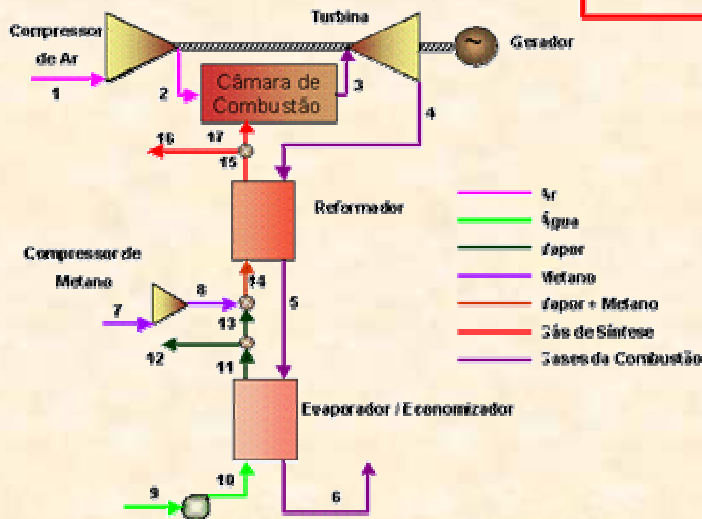 Compressor
de Ar
Turbina
~
Gerador
Câmara de
Combustão
1
2
3
4
17
16
15
Reformador
Compressor de
Metano
14
7
8
13
5
12
11
Evaporador / Economizador
10
9
6
Ar
Água
Vapor
Metano
Vapor + Metano
Gás de Síntese
Gases da Combustão